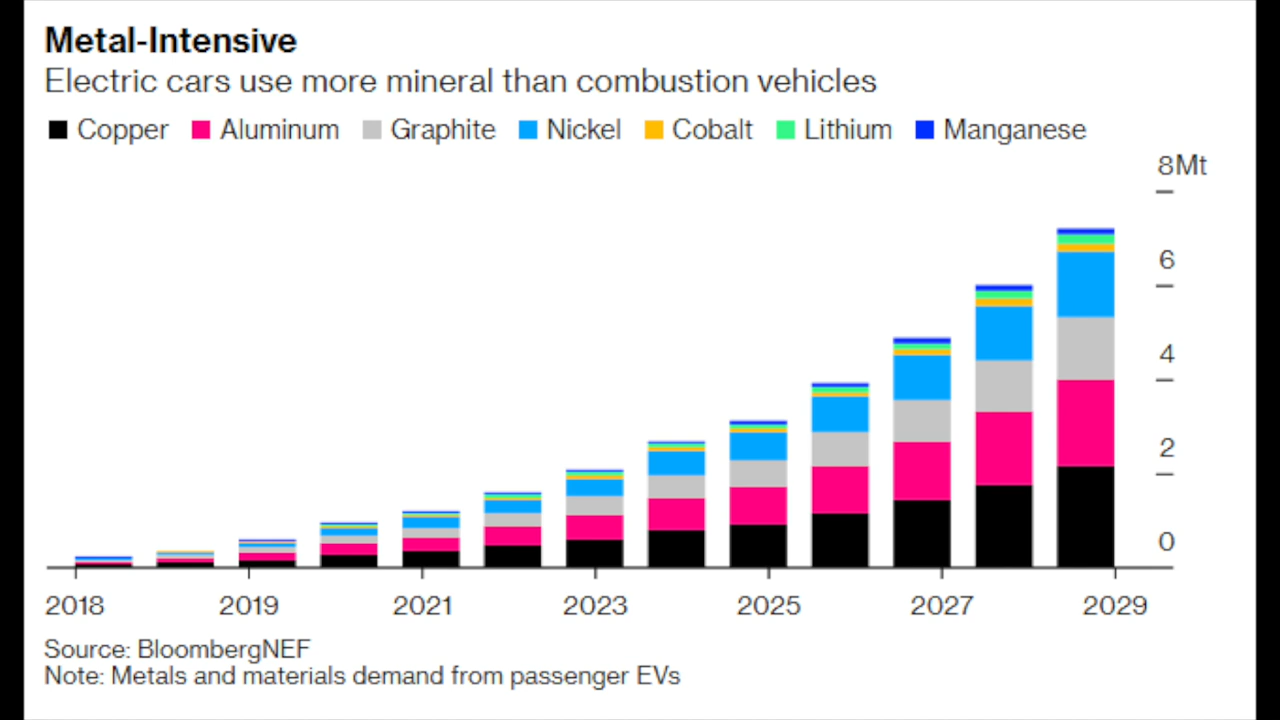 Metal-Intensive
Electric cars use more mineral than combustion vehicles
Copper Aluminum Graphite Nickel Cobalt Lithium Manganese
8Mt
6
4
2
0
2018 2019 2021 2023 2025 2027 2029
Source: BloombergNEF
Note: Metals and materials demand from passenger EVs